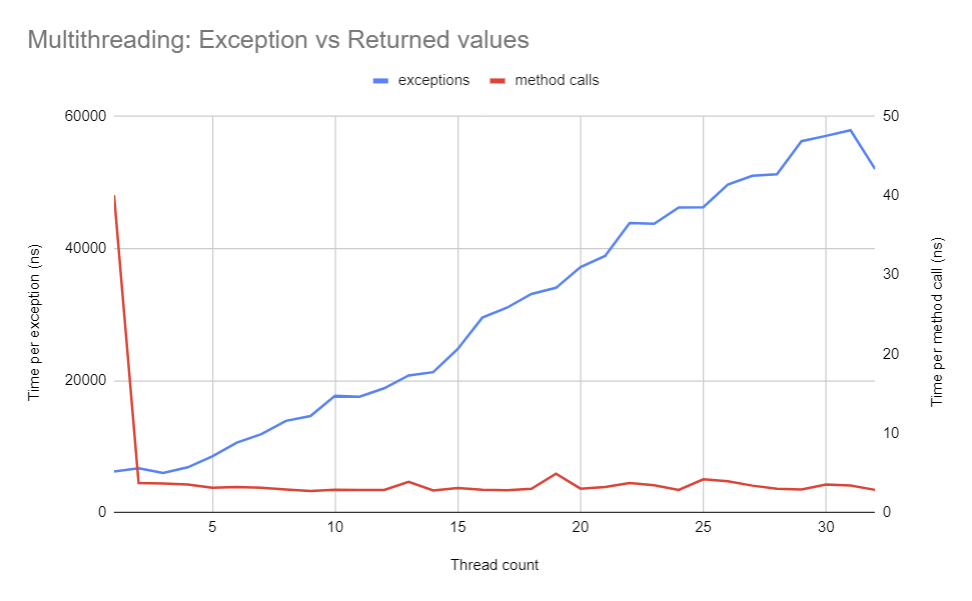 Multithreading: Exception vs Returned values
exceptions method calls
60000
40000
20000
0
50
40
30
20
10
0
Time per exception (ns)
Time per method call (ns)
5 10 15 20 25 30
Thread count